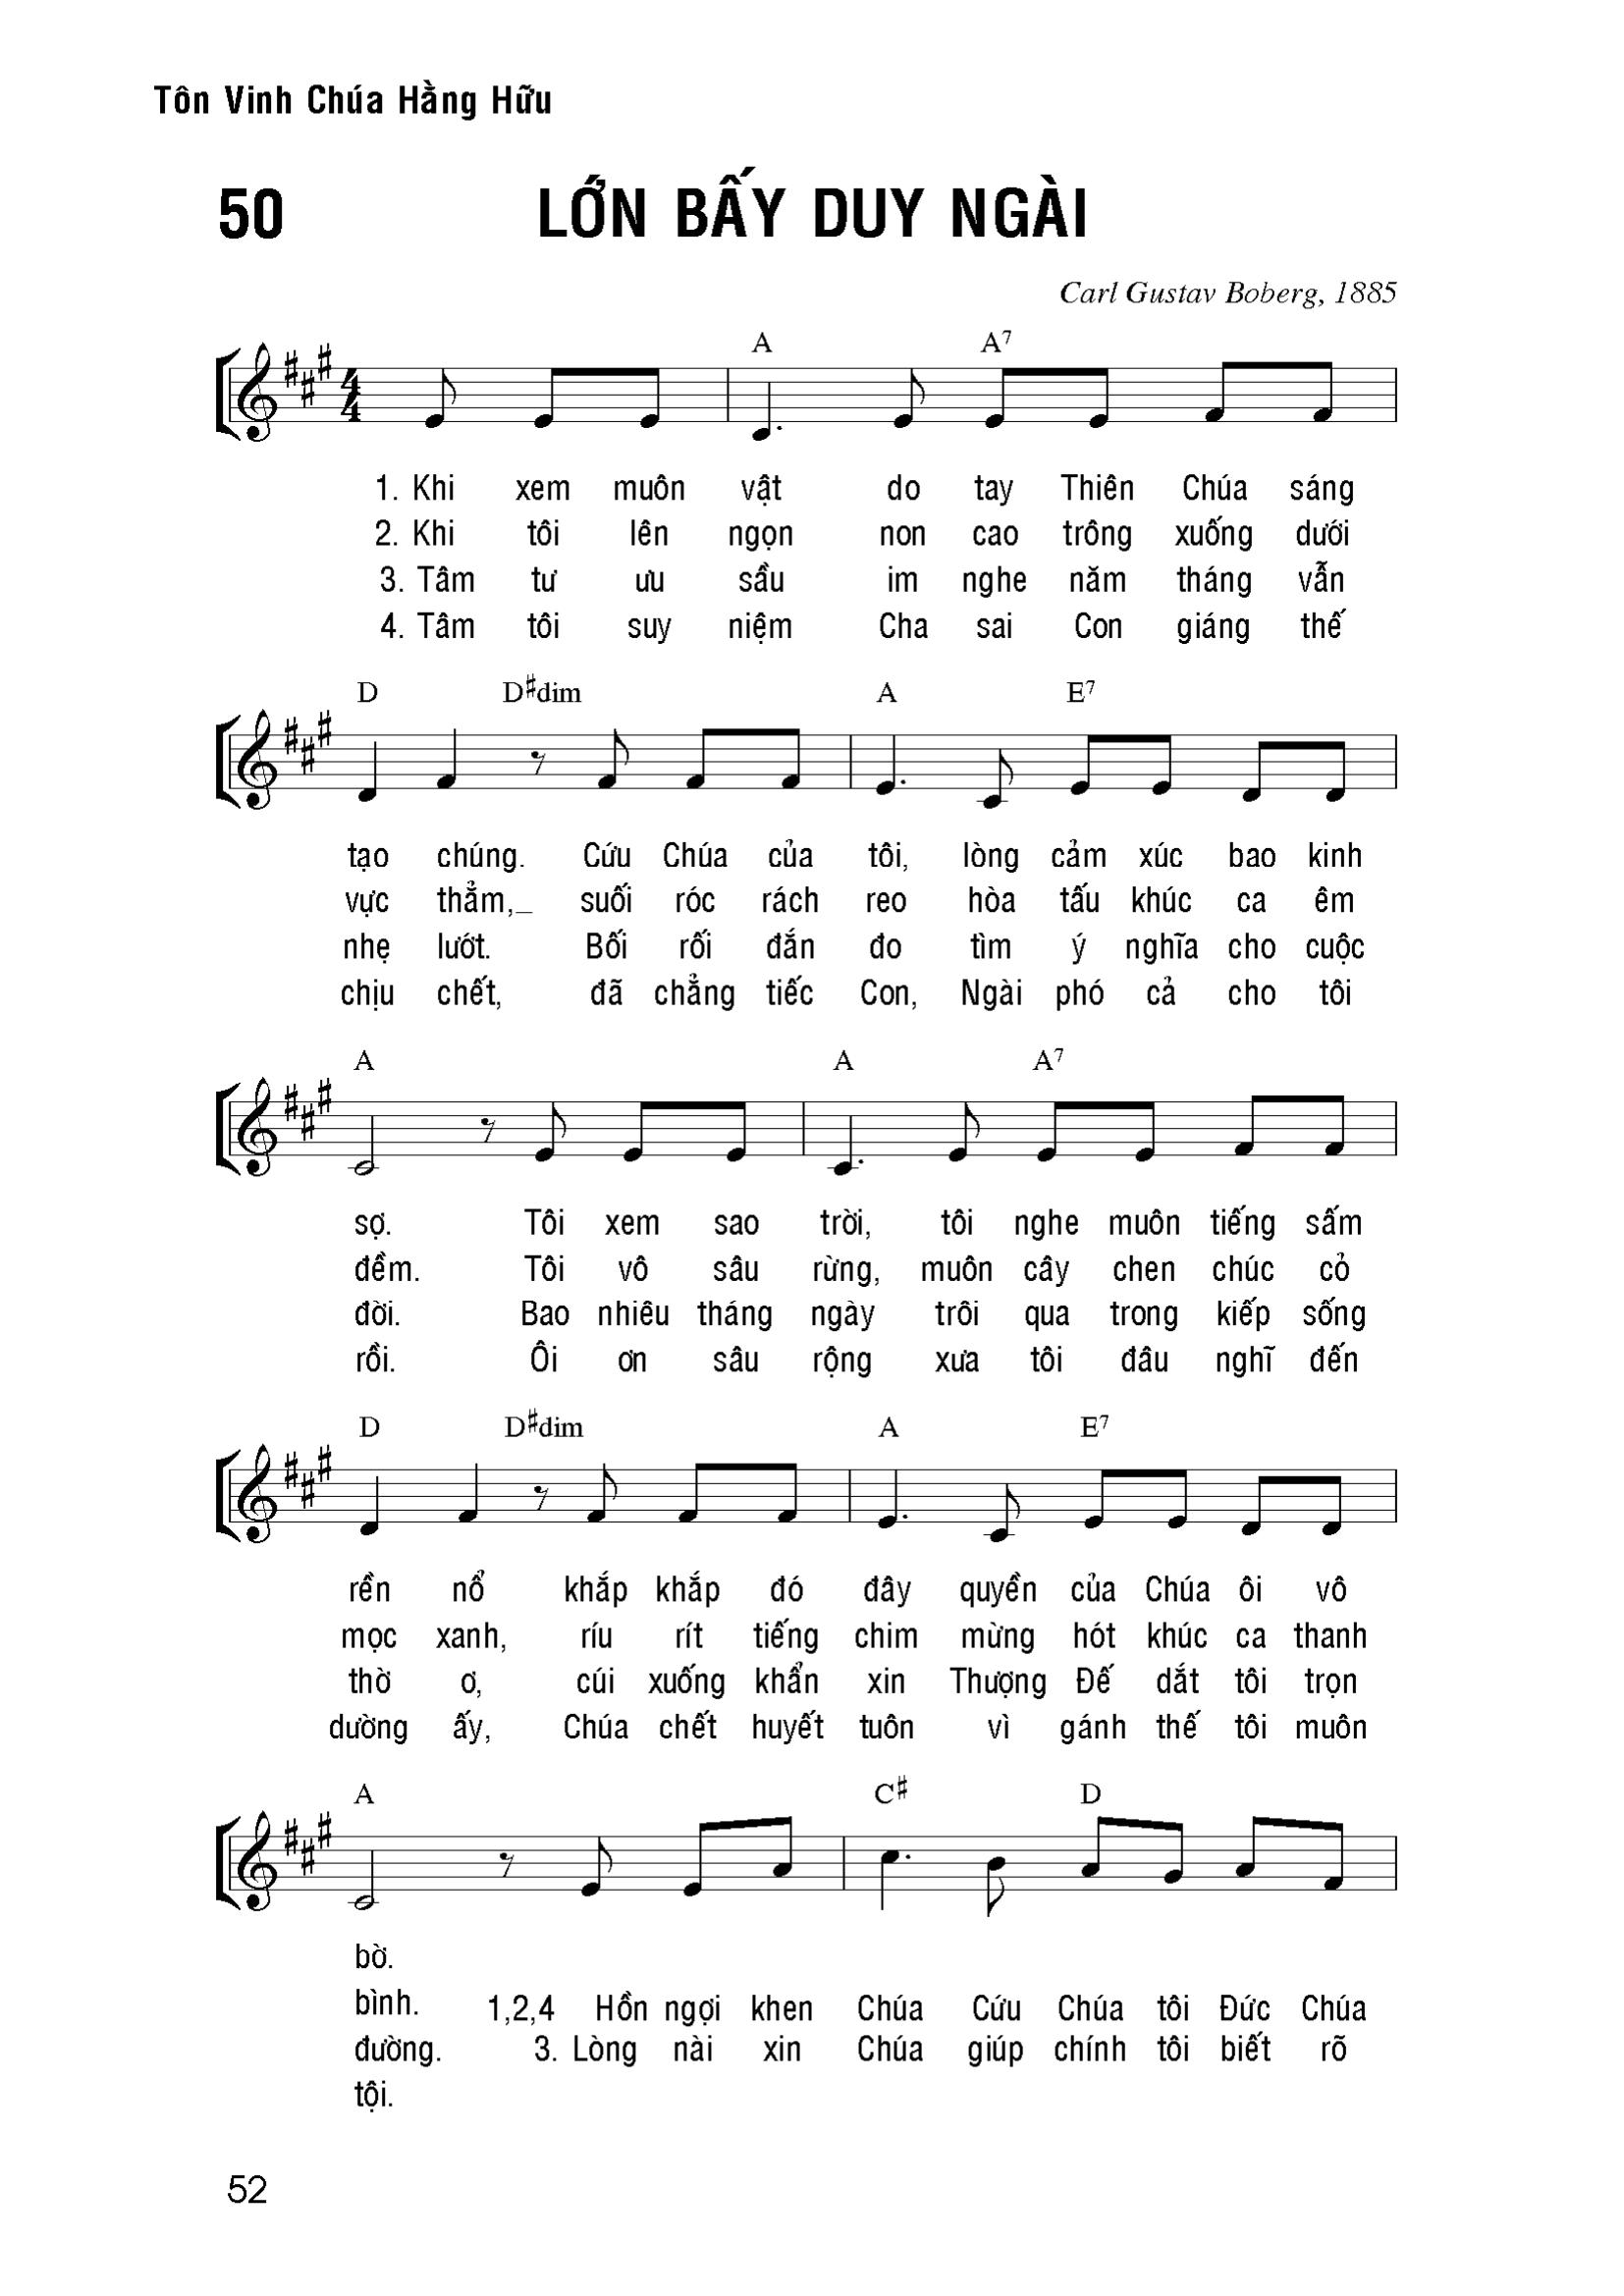 Tôn Vinh Chúa Hằng Hữu
50 LỚN BẤY DUY NGÀI
Carl Gustav Boberg, 1885
A A7
4
4
1. Khi xem muôn vật do tay Thiên Chúa sáng
2. Khi tôi lên ngọn non cao trông xuống dưới
3. Tâm tư ưu sầu im nghe năm tháng vẫn
4. Tâm tôi suy niệm Cha sai Con giáng thế
D D♯dim A E7
tạo chúng. Cứu Chúa của tôi, lòng cảm xúc bao kinh
vực thẳm,_ suối róc rách reo hòa tấu khúc ca êm
nhẹ lướt. Bối rối đắn đo tìm ý nghĩa cho cuộc
chịu chết, đã chẳng tiếc Con, Ngài phó cả cho tôi
A A A7
sợ. Tôi xem sao trời, tôi nghe muôn tiếng sấm
đềm. Tôi vô sâu rừng, muôn cây chen chúc cỏ
đời. Bao nhiêu tháng ngày trôi qua trong kiếp sống
rồi. Ôi ơn sâu rộng xưa tôi đâu nghĩ đến
D D♯dim A E7
rền nổ khắp khắp đó đây quyền của Chúa ôi vô
mọc xanh, ríu rít tiếng chim mừng hót khúc ca thanh
thờ ơ, cúi xuống khẩn xin Thượng Đế dắt tôi trọn
dường ấy, Chúa chết huyết tuôn vì gánh thế tôi muôn
A C♯ D
bờ.
bình. 1,2,4 Hồn ngợi khen Chúa Cứu Chúa tôi Đức Chúa
đường. 3. Lòng nài xin Chúa giúp chính tôi biết rõ
tội.
52